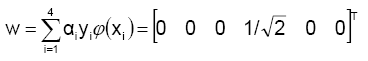 w = ∑_{i=1}^{4} α_i y_i φ(x_i) = [0 0 0 1/√2 0 0]^T